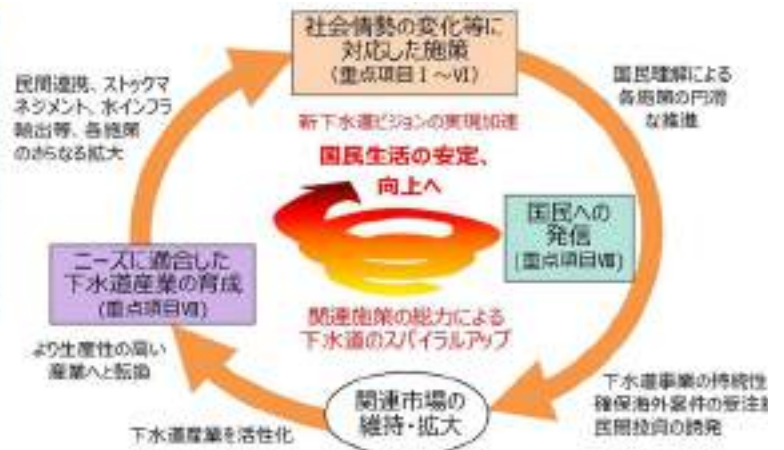 社会情勢の変化等に
対応した施策
(重点項目Ⅰ～Ⅵ)
民間連携、ストックマ
ネジメント、水インフラ
輸出等、各施策
のさらなる拡大
国民理解による
各施策の円滑
な推進
新下水道ビジョンの実現加速
国民生活の安定、
向上へ
国民への
発信
(重点項目Ⅷ)
ニーズに適合した
下水道産業の育成
(重点項目Ⅶ)
関連施策の総力による
下水道のスパイラルアップ
より生産性の高い
産業へと転換
関連市場の
維持・拡大
下水道事業の持続性
確保海外案件の受注
民間投資の誘発
下水道産業を活性化